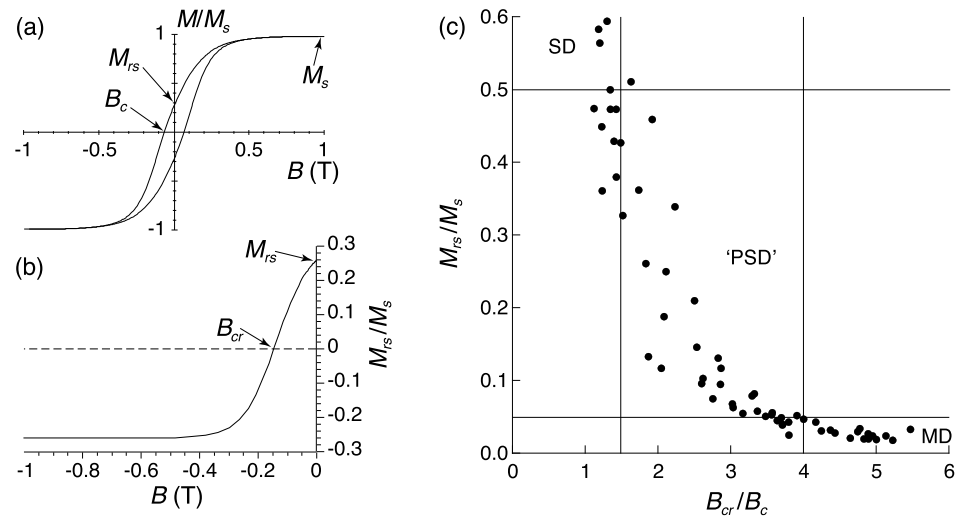 (a)
M/Ms
1
Mrs
Ms
Bc
-1
-0.5
0.5
1
B (T)
-1
(b)
0.3
Mrs
0.2
0.1
Bcr
0
-0.1
-0.2
-0.3
Mrs/Ms
-1
-0.8
-0.6
-0.4
-0.2
0
B (T)
(c)
0.6
SD
0.5
0.4
0.3
'PSD'
0.2
0.1
MD
0.0
Mrs/Ms
0
1
2
3
4
5
6
Bcr/Bc